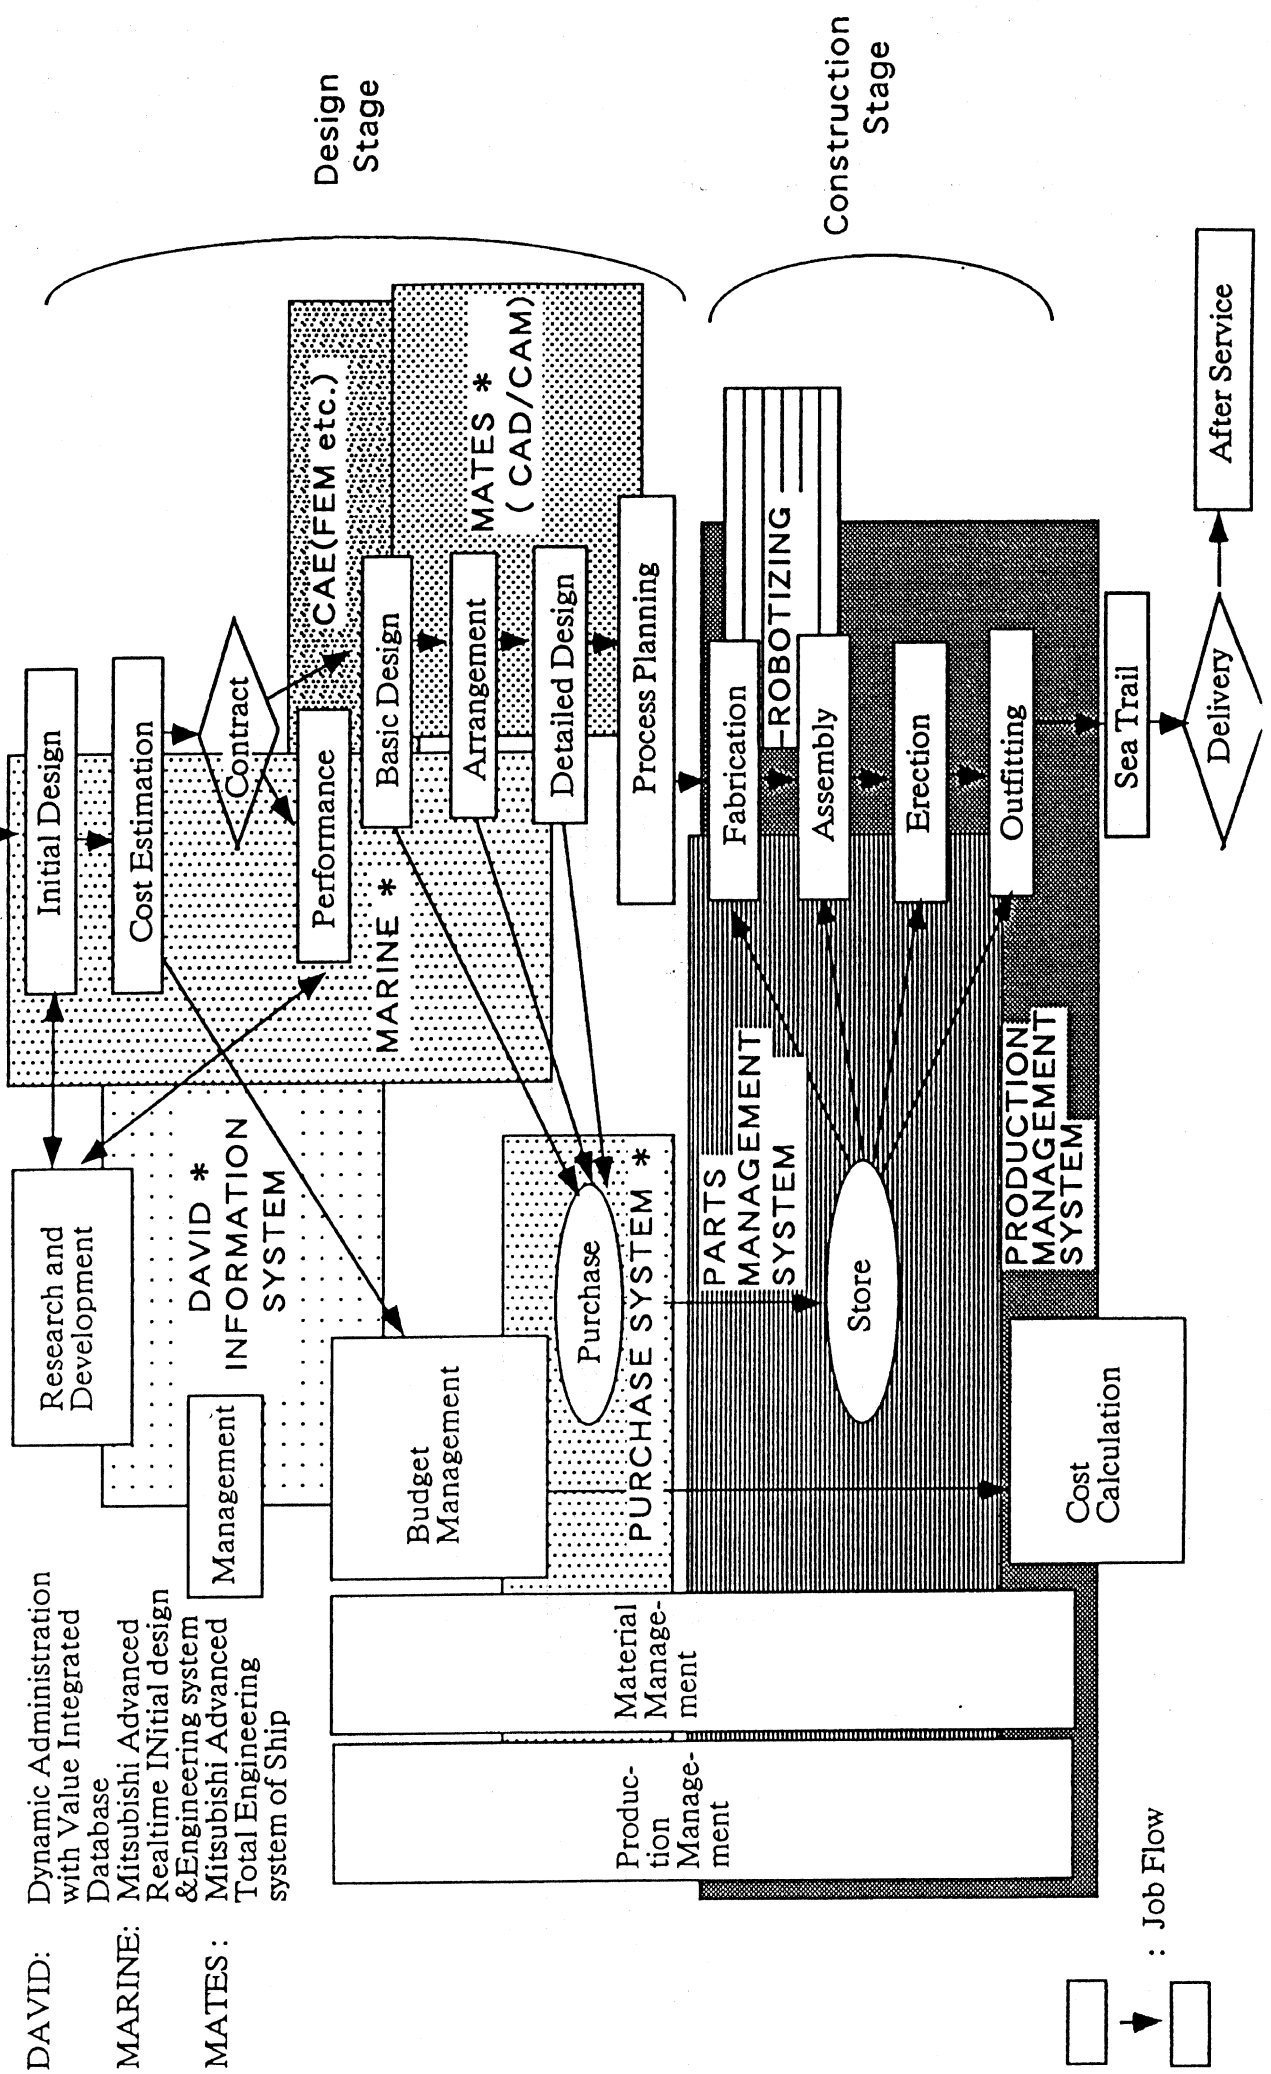 DAVID: Dynamic Administration
with Value Integrated
Database
MARINE: Mitsubishi Advanced
Realtime INitial design
&Engineering system
MATES : Mitsubishi Advanced
Total Engineering
system of Ship
Research and
Development
Initial Design
Cost Estimation
Contract
Management
DAVID *
INFORMATION
SYSTEM
Performance
MARINE *
CAE(FEM etc.)
Basic Design
MATES *
( CAD/CAM)
Arrangement
Detailed Design
Design
Stage
Budget
Management
Purchase
PURCHASE SYSTEM *
Process Planning
Produc-
tion
Manage-
ment
Material
Manage-
ment
PARTS
MANAGEMENT
SYSTEM
Fabrication
ROBOTIZING
Assembly
Store
Erection
Construction
Stage
PRODUCTION
MANAGEMENT
SYSTEM
Outfiting
Cost
Calculation
Sea Trail
: Job Flow
Delivery
After Service